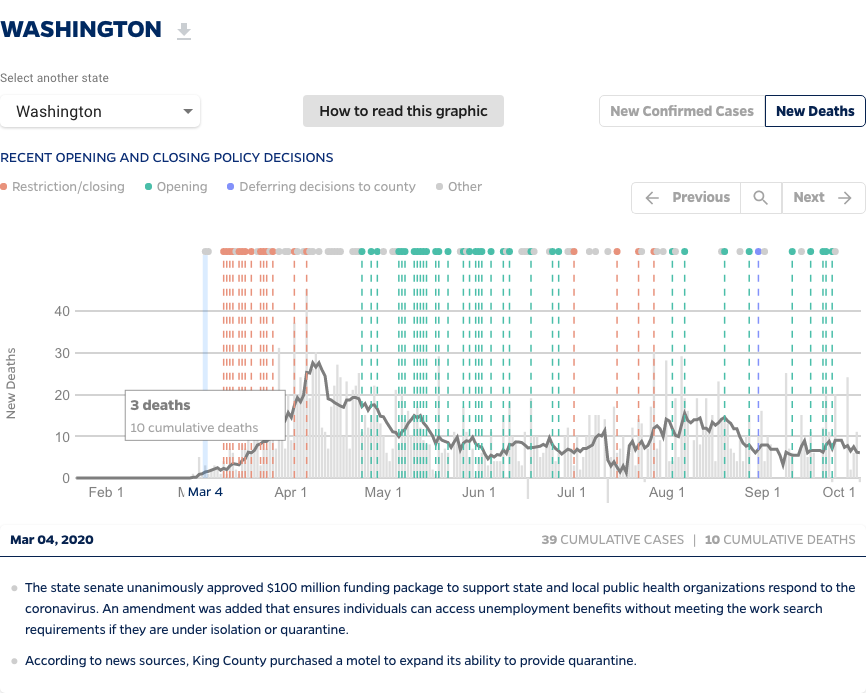 WASHINGTON
Select another state
Washington
How to read this graphic
New Confirmed Cases
New Deaths
RECENT OPENING AND CLOSING POLICY DECISIONS
Restriction/closing
Opening
Deferring decisions to county
Other
Previous
Next
40
30
20
10
0
New Deaths
3 deaths
10 cumulative deaths
Feb 1
Mar 4
Apr 1
May 1
Jun 1
Jul 1
Aug 1
Sep 1
Oct 1
Mar 04, 2020
39 CUMULATIVE CASES | 10 CUMULATIVE DEATHS
The state senate unanimously approved $100 million funding package to support state and local public health organizations respond to the
coronavirus. An amendment was added that ensures individuals can access unemployment benefits without meeting the work search
requirements if they are under isolation or quarantine.
According to news sources, King County purchased a motel to expand its ability to provide quarantine.